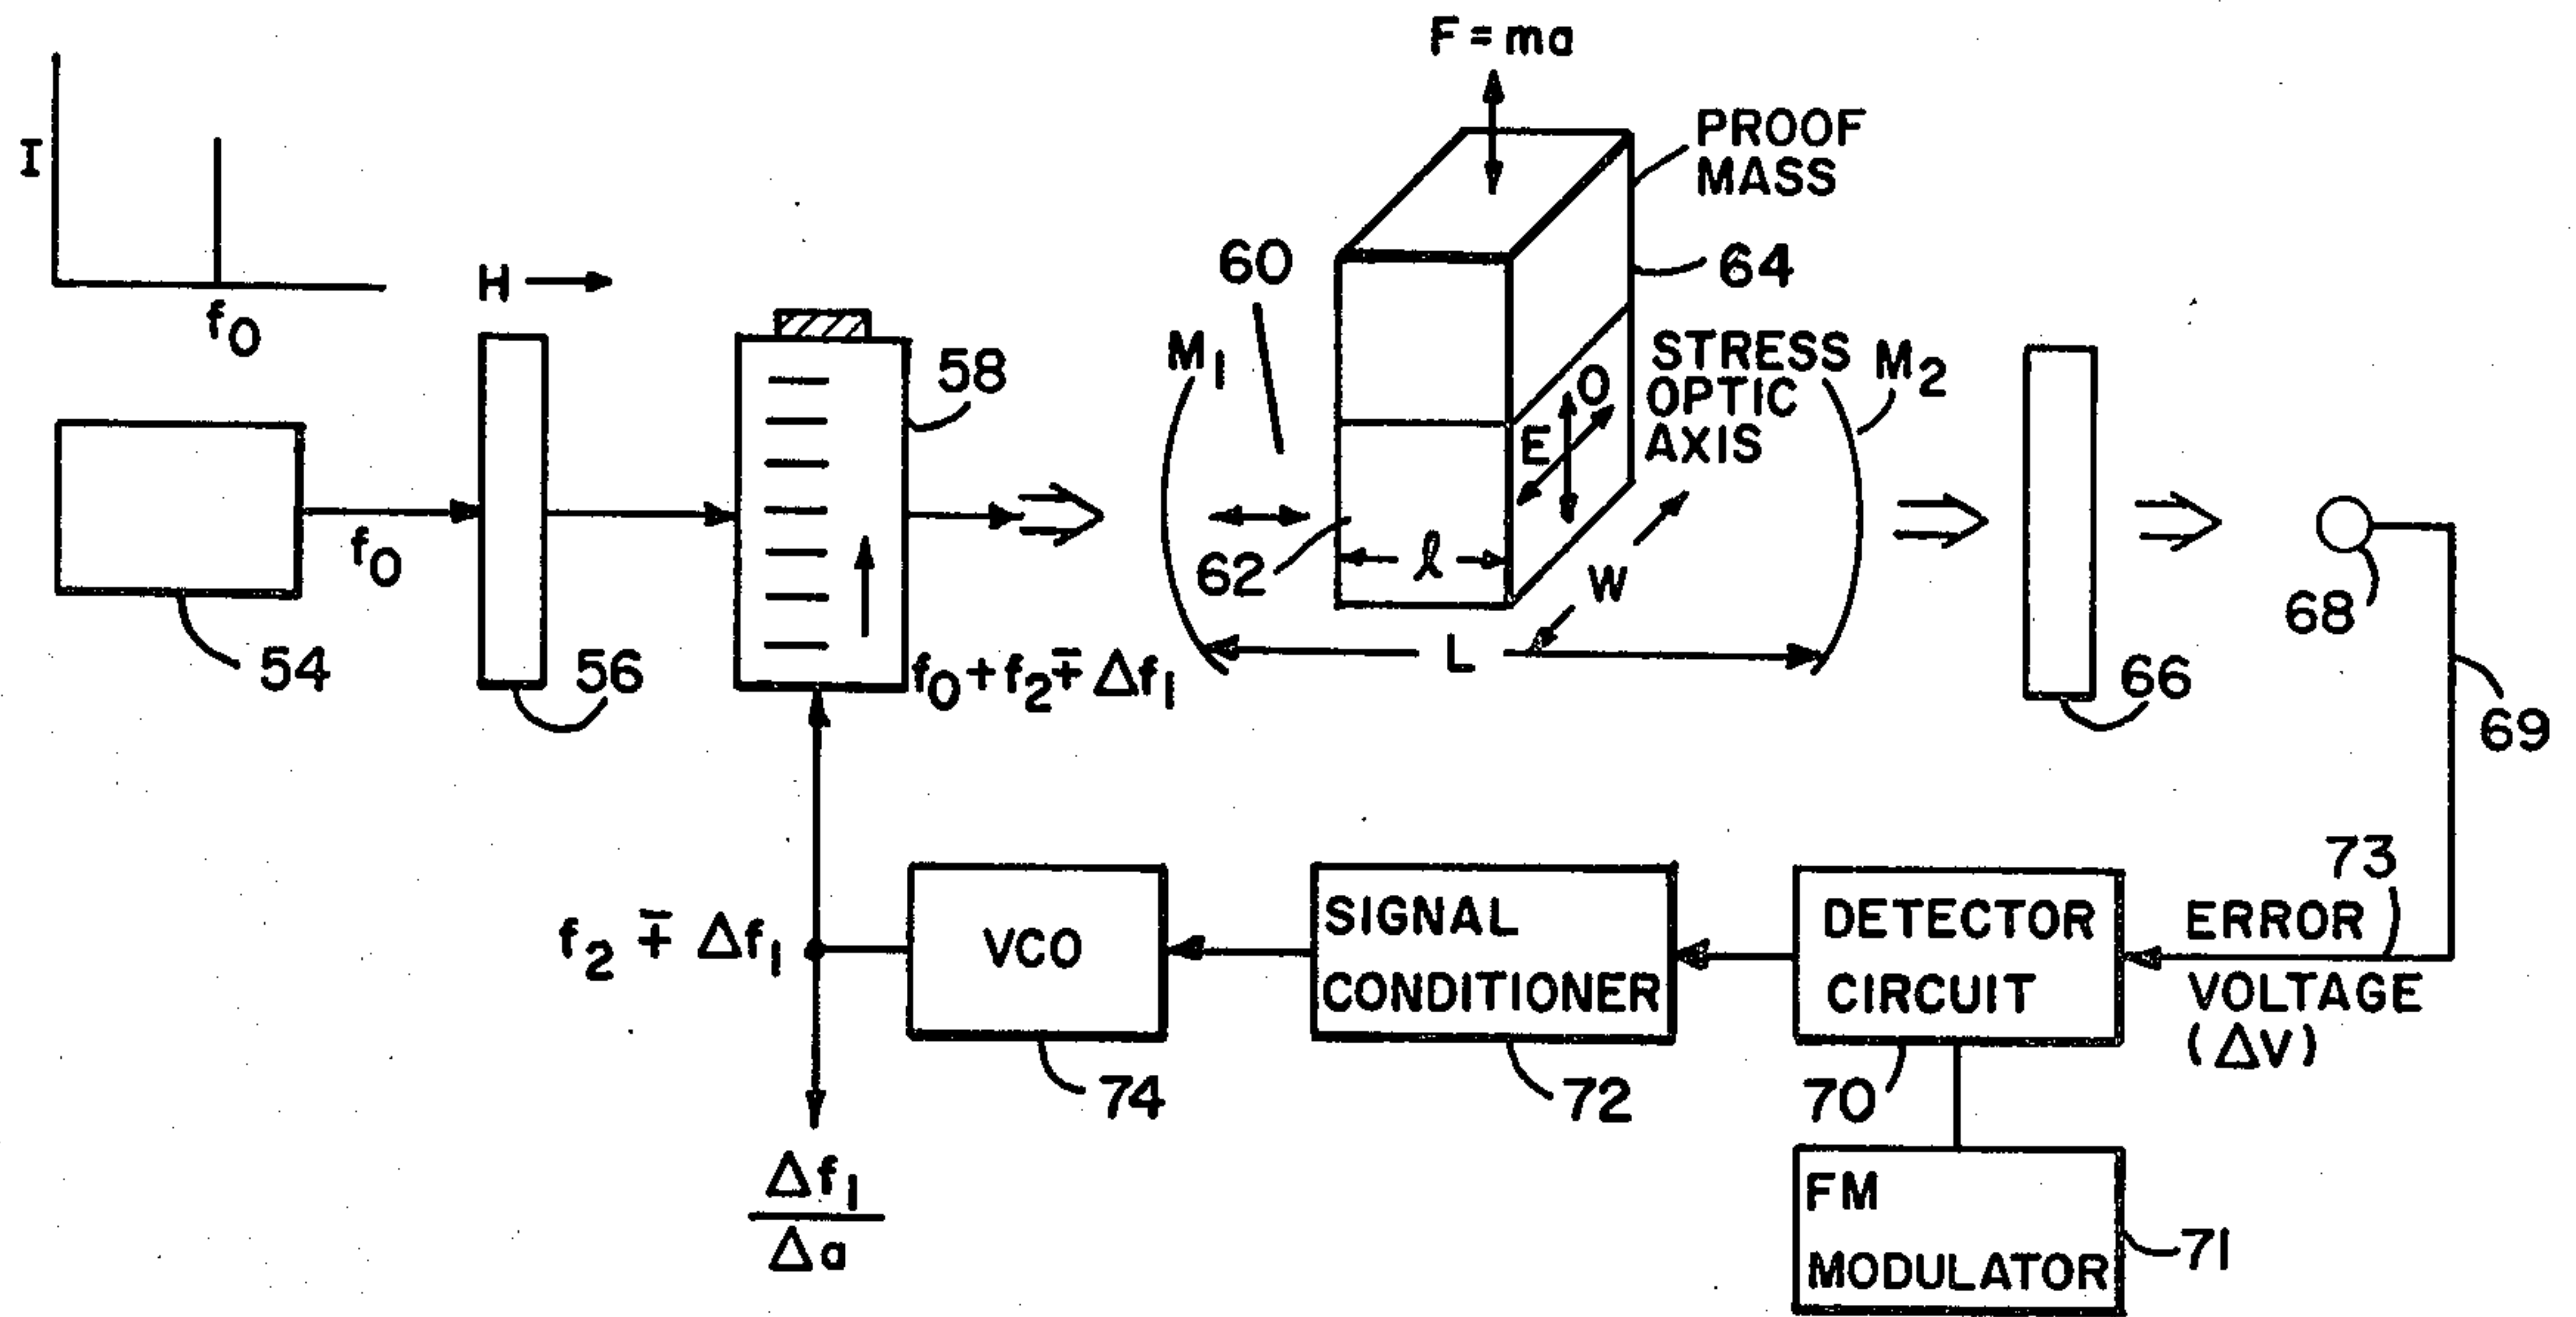 F = ma
PROOF
MASS
I
f0
H
60
64
M1
58
STRESS
OPTIC
AXIS
M2
O
E
f0
62
l
W
L
54
56
f0 + f2 ∓ Δf1
66
68
69
73
f2 ∓ Δf1
VCO
SIGNAL
CONDITIONER
DETECTOR
CIRCUIT
ERROR
VOLTAGE
(ΔV)
74
72
70
Δf1
Δa
FM
MODULATOR
71